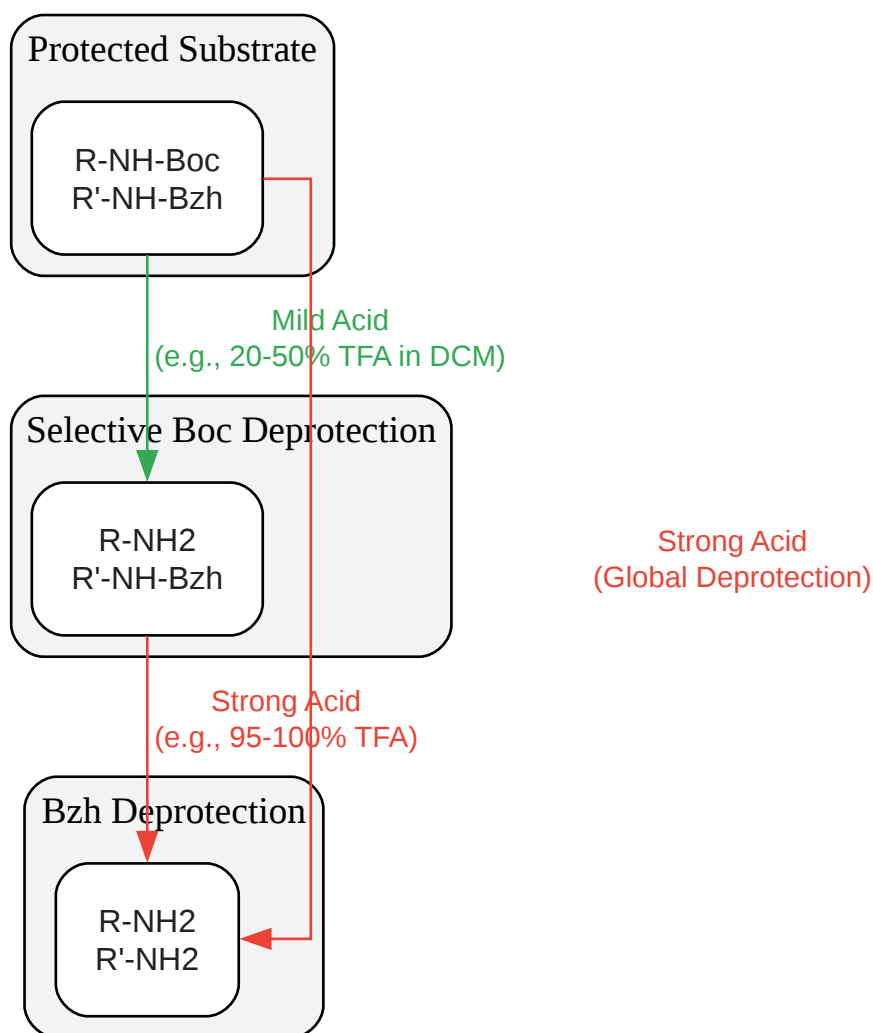 Protected Substrate
R-NH-Boc
R'-NH-Bzh
Mild Acid
(e.g., 20-50% TFA in DCM)
Selective Boc Deprotection
R-NH2
R'-NH-Bzh
Strong Acid
(Global Deprotection)
Strong Acid
(e.g., 95-100% TFA)
Bzh Deprotection
R-NH2
R'-NH2